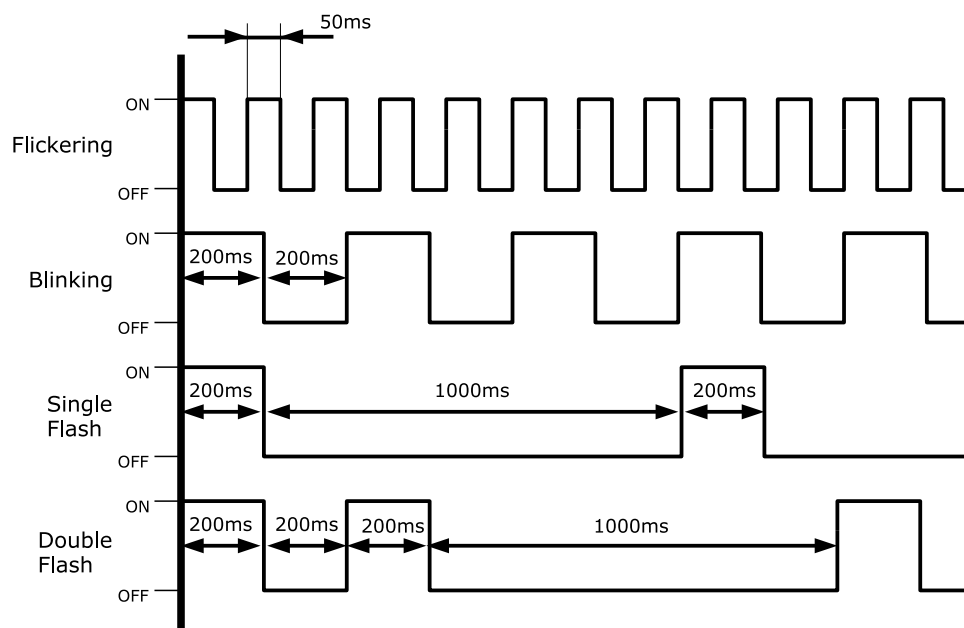 50ms
ON
Flickering
OFF
ON
200ms 200ms
Blinking
OFF
ON
200ms 1000ms 200ms
Single
Flash
OFF
ON
200ms 200ms 200ms 1000ms
Double
Flash
OFF